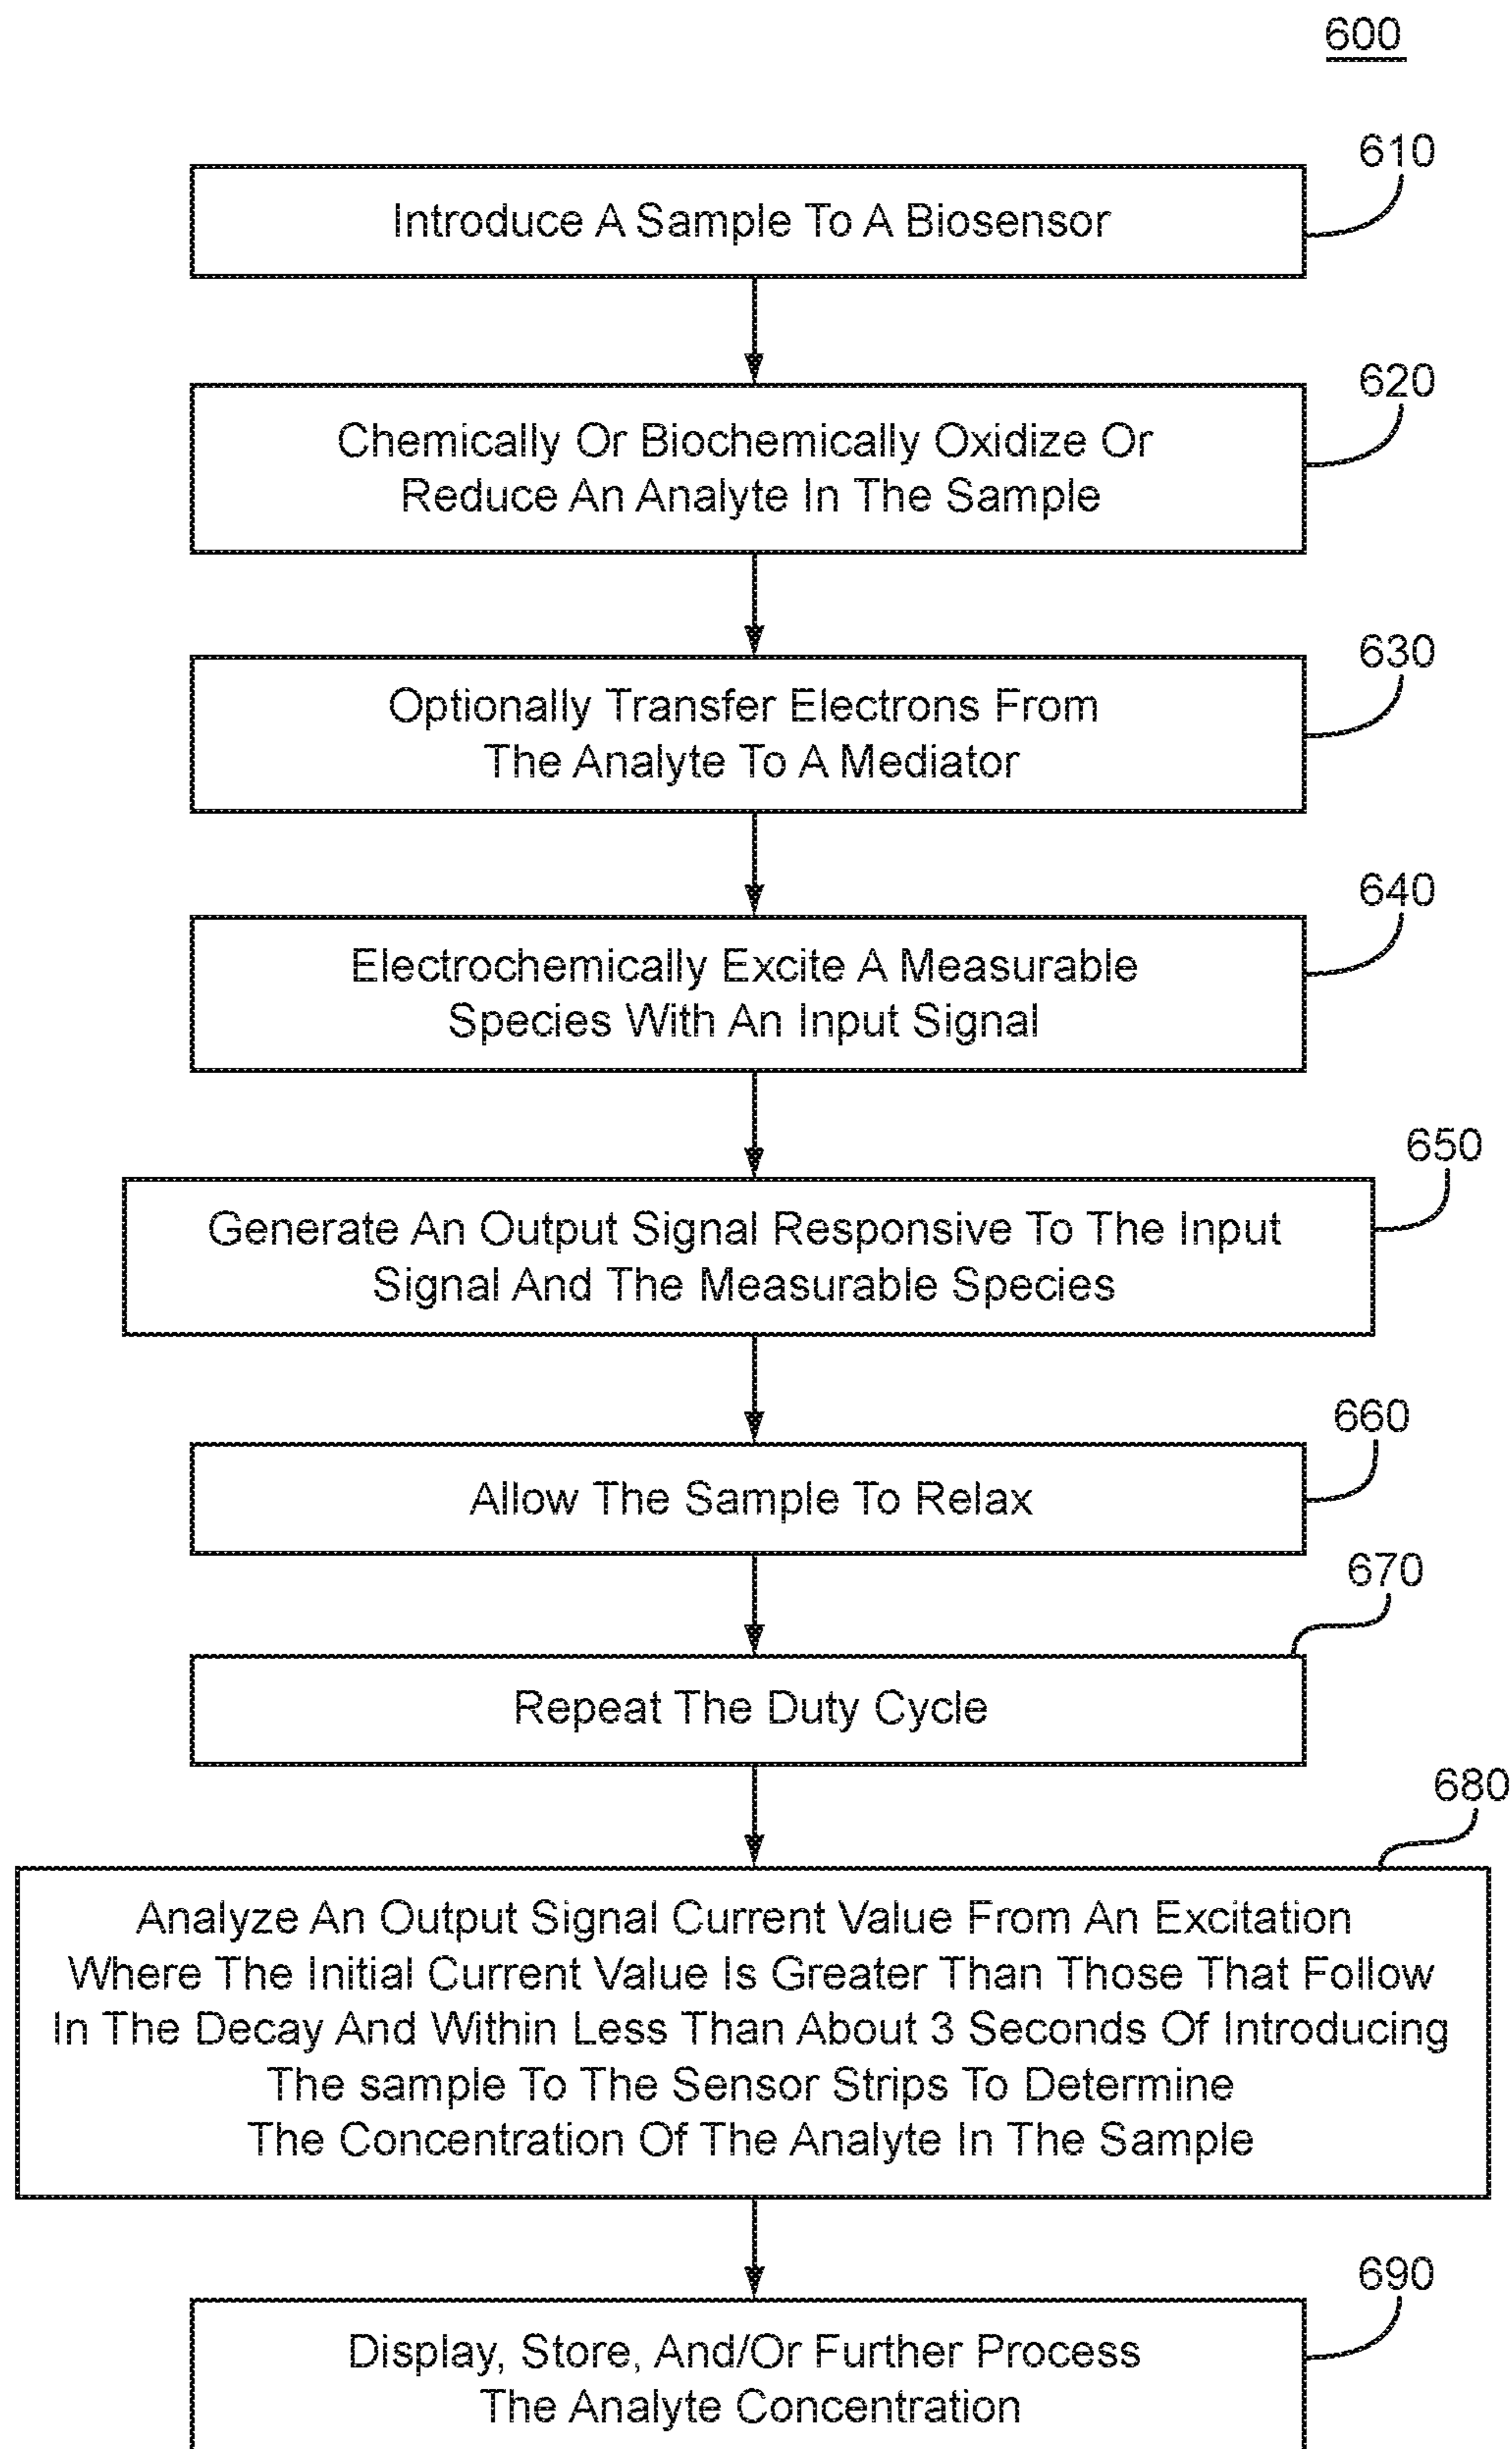 600
610
Introduce A Sample To A Biosensor
620
Chemically Or Biochemically Oxidize Or
Reduce An Analyte In The Sample
630
Optionally Transfer Electrons From
The Analyte To A Mediator
640
Electrochemically Excite A Measurable
Species With An Input Signal
650
Generate An Output Signal Responsive To The Input
Signal And The Measurable Species
660
Allow The Sample To Relax
670
Repeat The Duty Cycle
680
Analyze An Output Signal Current Value From An Excitation
Where The Initial Current Value Is Greater Than Those That Follow
In The Decay And Within Less Than About 3 Seconds Of Introducing
The sample To The Sensor Strips To Determine
The Concentration Of The Analyte In The Sample
690
Display, Store, And/Or Further Process
The Analyte Concentration